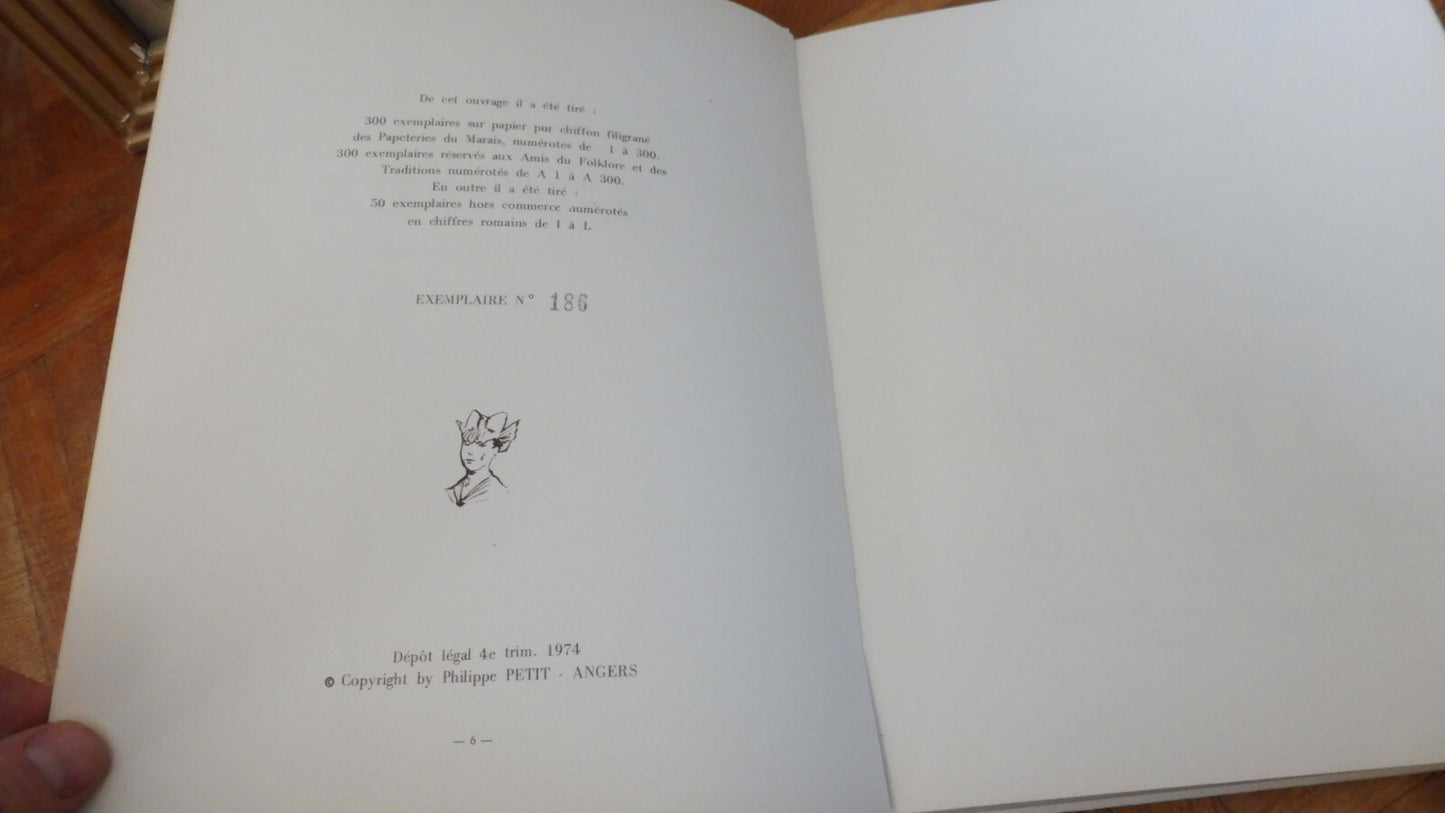 De cet ouvrage il a été tiré :
300 exemplaires sur papier pur chiffon filigrané
des Papeteries du Marais, numérotes de 1 à 300.
300 exemplaires réservés aux Amis du Folklore et des
Traditions numérotés de A 1 à A 300.
En outre il a été tiré :
50 exemplaires hors commerce numérotés
en chiffres romains de I à L
EXEMPLAIRE N° 186
Dépôt légal 4e trim. 1974
© Copyright by Philippe PETIT - ANGERS
— 6 —